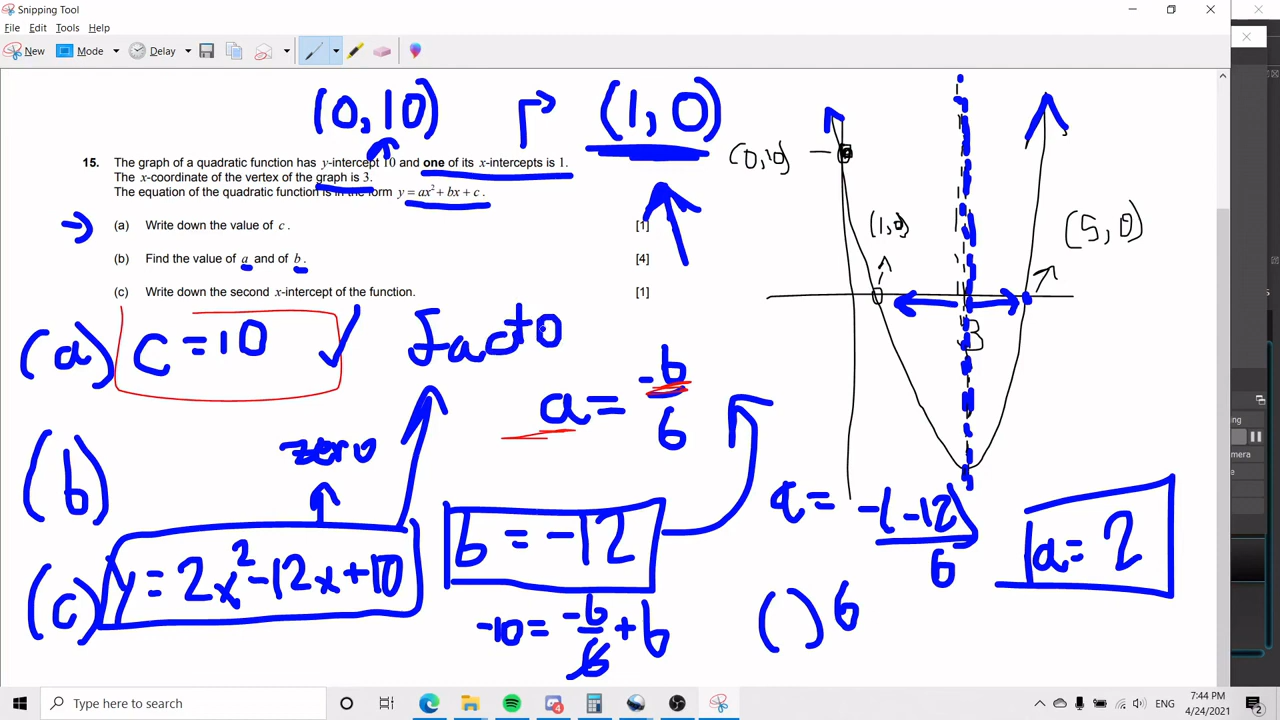 Snipping Tool
File Edit Tools Help
New Mode Delay
(0,10) (1,0)
15. The graph of a quadratic function has y-intercept 10 and one of its x-intercepts is 1.
The x-coordinate of the vertex of the graph is 3.
The equation of the quadratic function is in the form y = ax² + bx + c .
(a) Write down the value of c . [1]
(b) Find the value of a and of b . [4]
(c) Write down the second x-intercept of the function. [1]
(0,10)
(1,0)
(5,0)
3
(a) c = 10 ✓
facto
a = -b/6
(b)
zero
b = -12
a = -(-12)/6
a = 2
(c) y = 2x² - 12x + 10
-10 = -b/6 + b
( ) 6
Type here to search
7:44 PM
4/24/2021
2